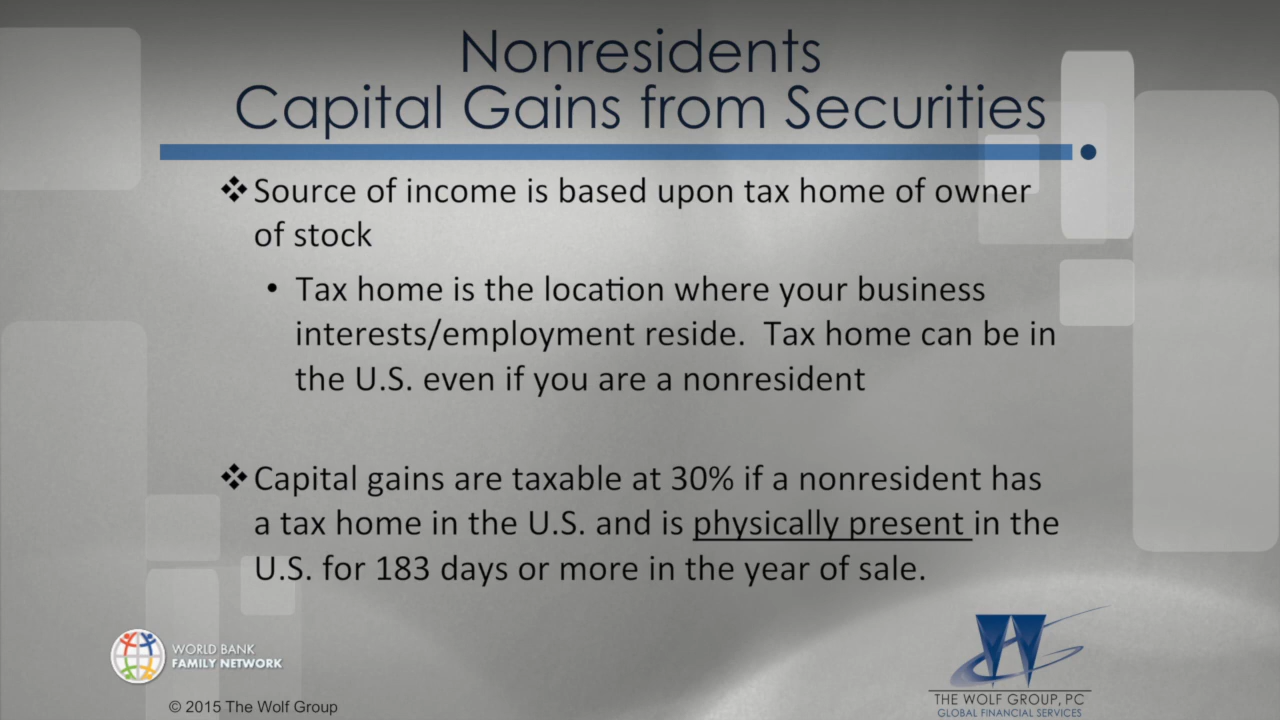 Nonresidents
Capital Gains from Securities
❖ Source of income is based upon tax home of owner
of stock
• Tax home is the location where your business
interests/employment reside.  Tax home can be in
the U.S. even if you are a nonresident
❖ Capital gains are taxable at 30% if a nonresident has
a tax home in the U.S. and is physically present in the
U.S. for 183 days or more in the year of sale.
WORLD BANK
FAMILY NETWORK
© 2015 The Wolf Group
W
THE WOLF GROUP, PC
GLOBAL FINANCIAL SERVICES